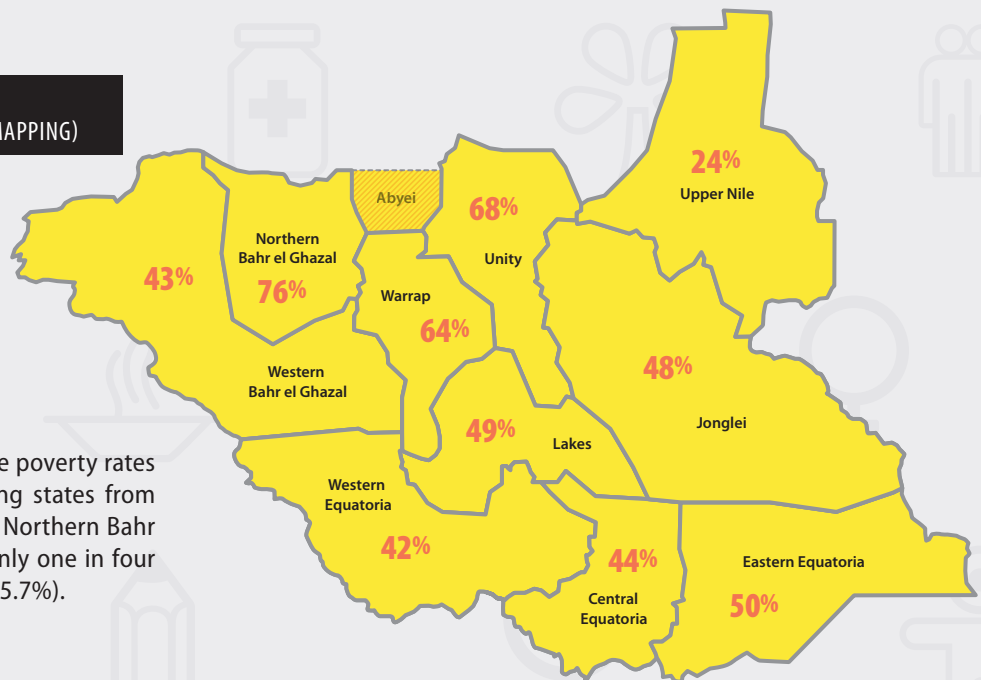 MAPPING)
24%
Upper Nile
Abyei
68%
Unity
Northern
Bahr el Ghazal
76%
43%
Warrap
64%
Western
Bahr el Ghazal
48%
Jonglei
49%
Lakes
poverty rates
states from
Northern Bahr
only one in four
5.7%).
Western
Equatoria
42%
44%
Central
Equatoria
Eastern Equatoria
50%